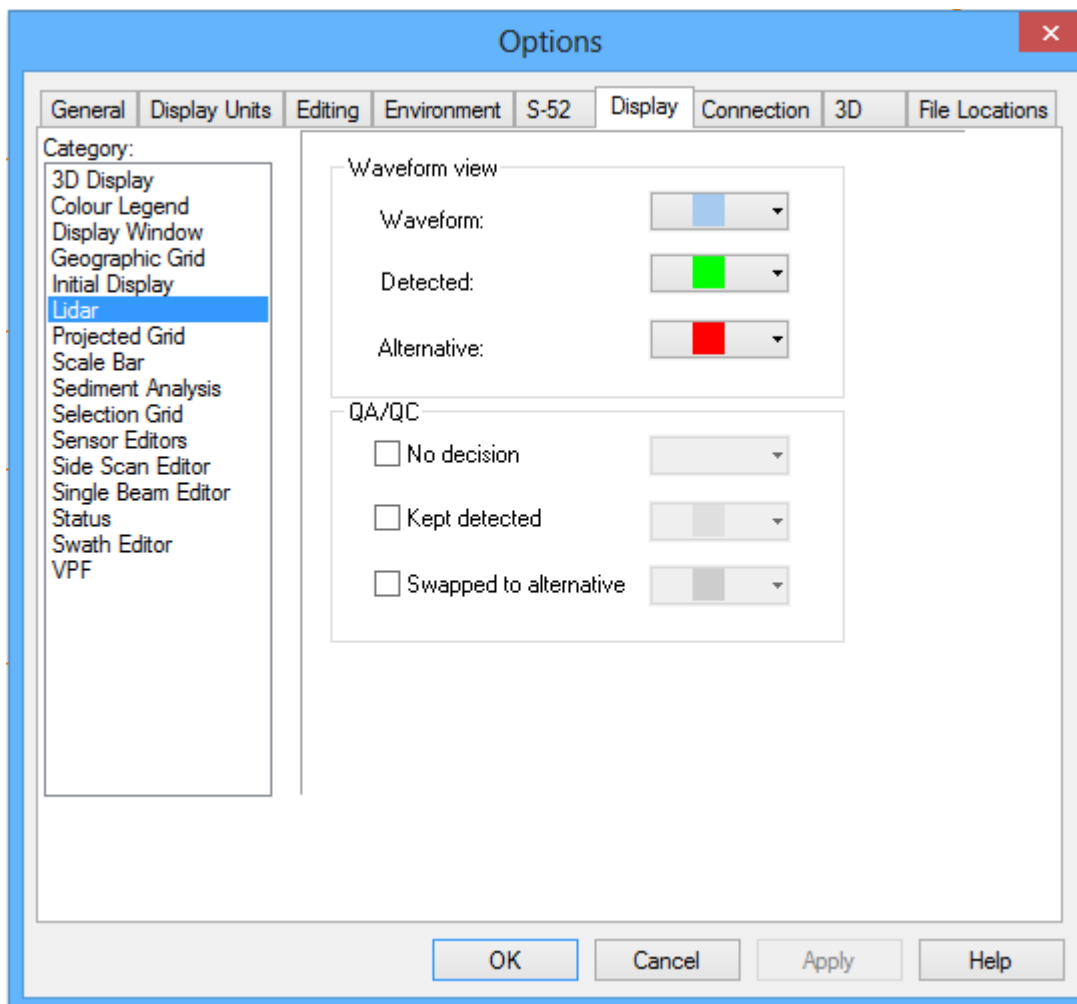 Options
General Display Units Editing Environment S-52 Display Connection 3D File Locations
Category:
3D Display
Colour Legend
Display Window
Geographic Grid
Initial Display
Lidar
Projected Grid
Scale Bar
Sediment Analysis
Selection Grid
Sensor Editors
Side Scan Editor
Single Beam Editor
Status
Swath Editor
VPF
Waveform view
Waveform:
Detected:
Alternative:
QA/QC
No decision
Kept detected
Swapped to alternative
OK Cancel Apply Help